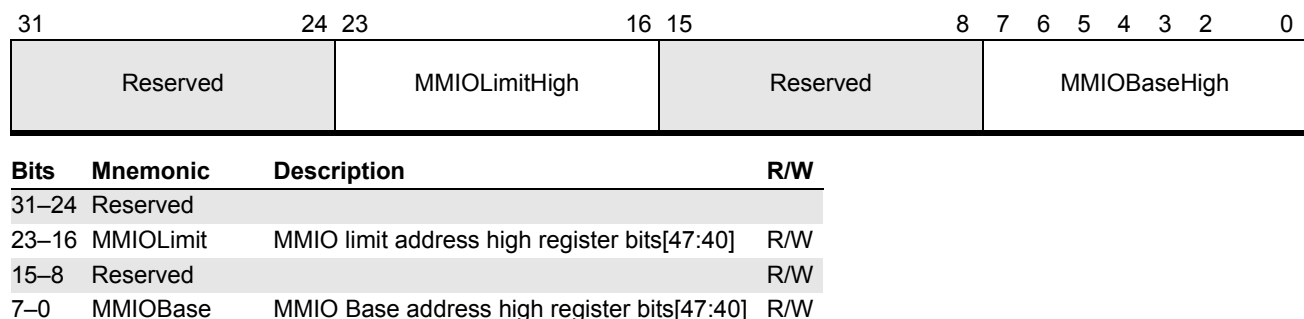 31 24 23 16 15 8 7 6 5 4 3 2 0
Reserved MMIOLimitHigh Reserved MMIOBaseHigh
Bits Mnemonic Description R/W
31–24 Reserved
23–16 MMIOLimit MMIO limit address high register bits[47:40] R/W
15–8 Reserved R/W
7–0 MMIOBase MMIO Base address high register bits[47:40] R/W